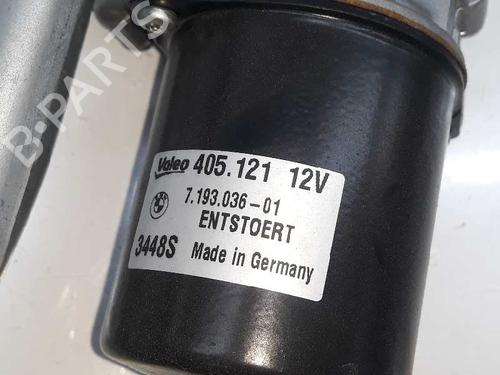 B-PARTS
Valeo 405.121 12V
7.193.036-01
ENTSTOERT
3448S Made in Germany